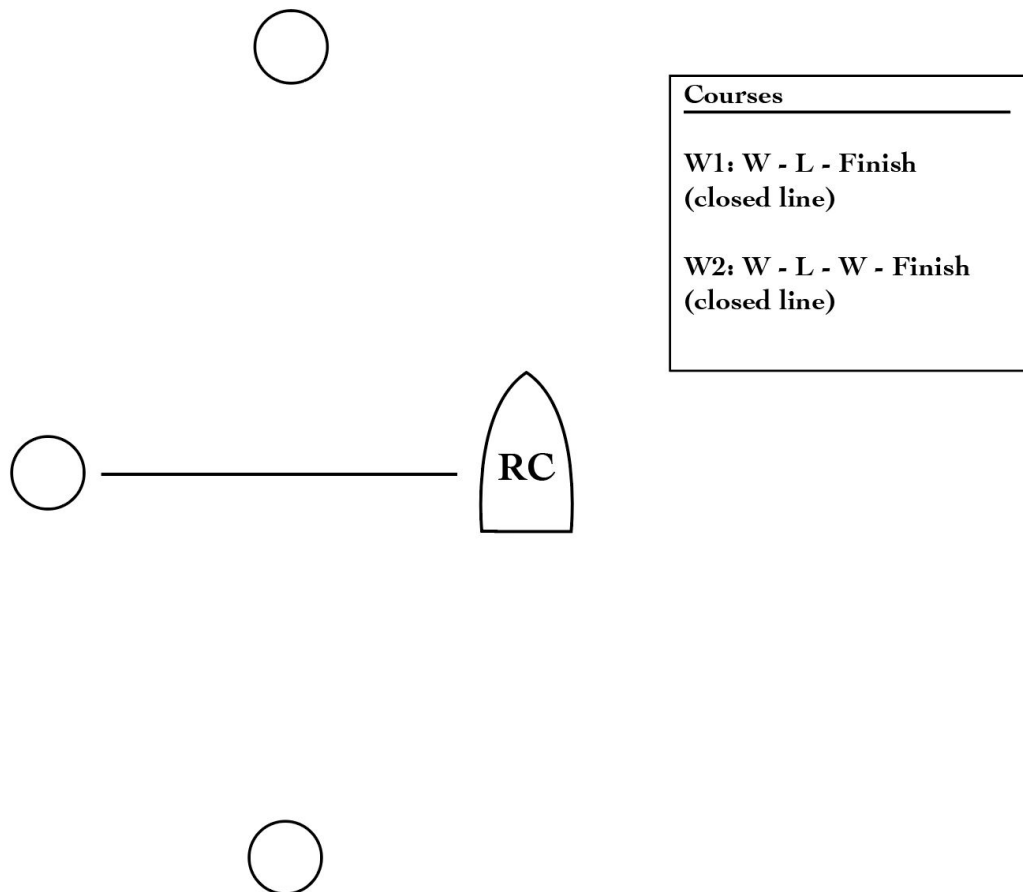 Courses
W1: W - L - Finish
(closed line)
W2: W - L - W - Finish
(closed line)
RC